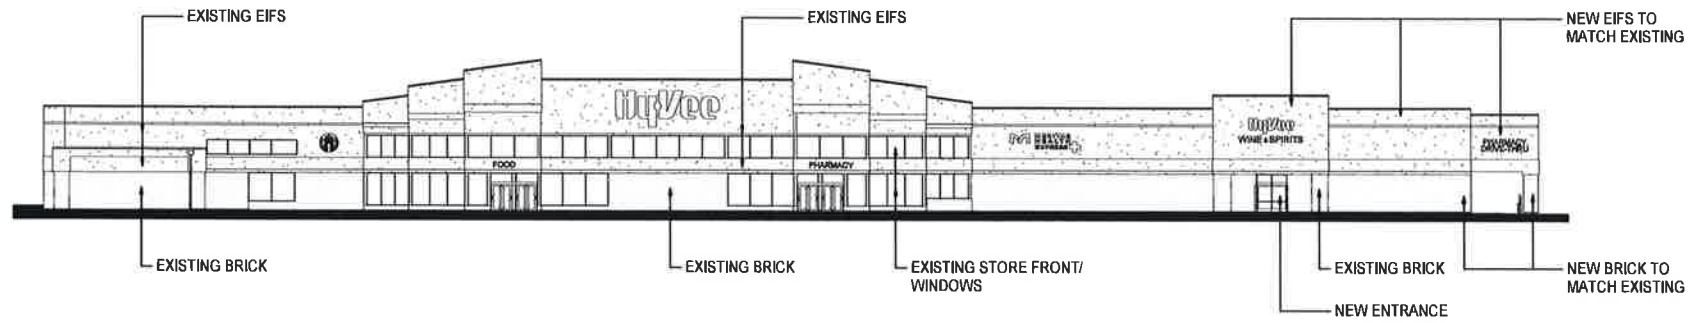 EXISTING EIFS
EXISTING EIFS
NEW EIFS TO
MATCH EXISTING
HyVee
HyVee
WINE & SPIRITS
PHARMACY
DRIVE-THRU
FOOD
PHARMACY
EXISTING BRICK
EXISTING BRICK
EXISTING STORE FRONT/
WINDOWS
EXISTING BRICK
NEW BRICK TO
MATCH EXISTING
NEW ENTRANCE